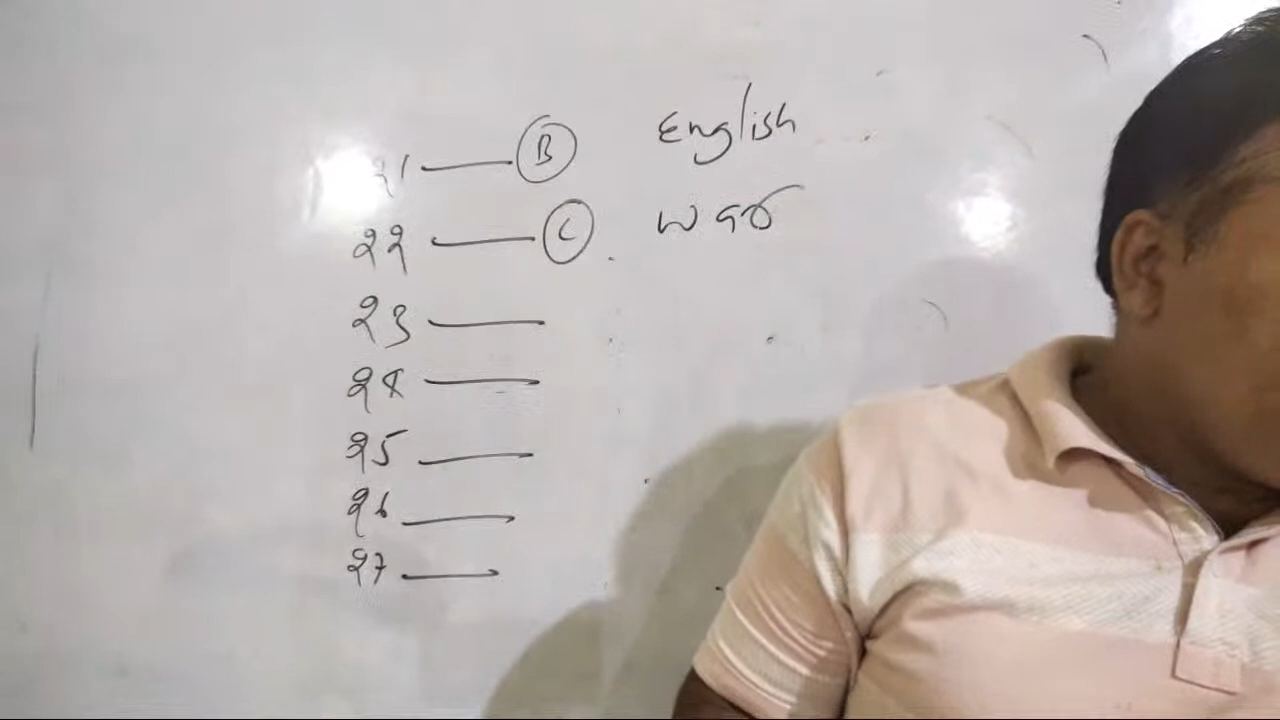 ૨૧ — B English
૨૨ — C
૨૩ —
૨૪ —
૨૫ —
૨૬ —
૨૭ —